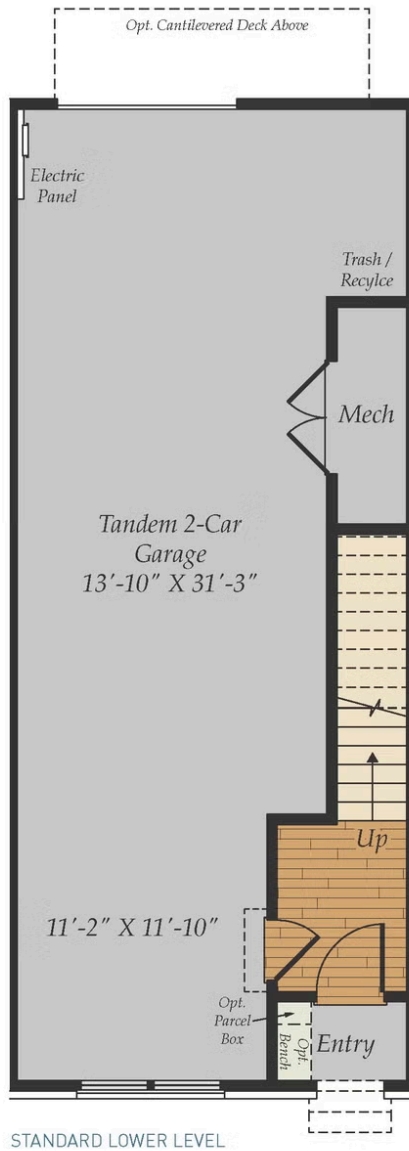 Opt. Cantilevered Deck Above
Electric
Panel
Trash /
Recylce
Mech
Tandem 2-Car
Garage
13'-10" X 31'-3"
Up
11'-2" X 11'-10"
Opt.
Parcel
Box
Opt.
Bench
Entry
STANDARD LOWER LEVEL